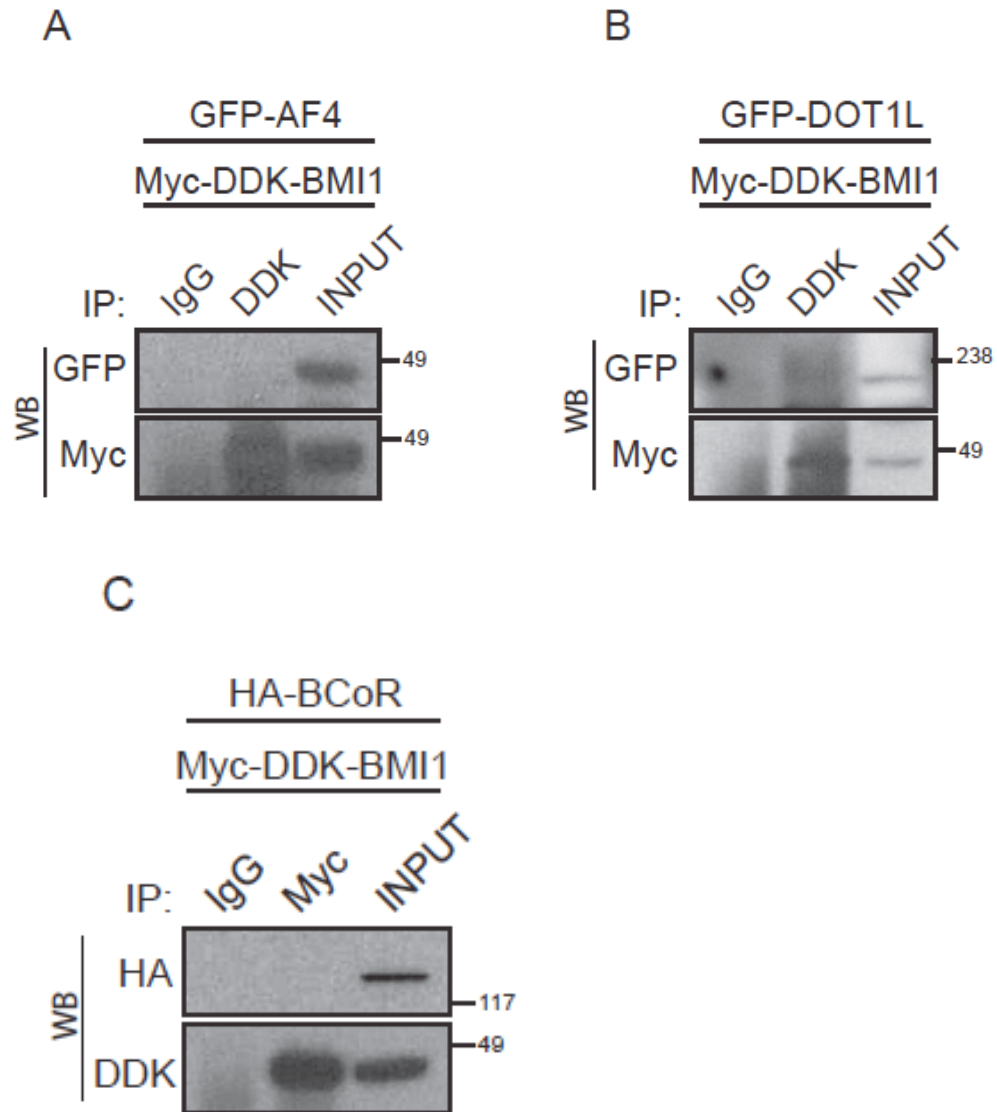 A
GFP-AF4
Myc-DDK-BMI1
IP: IgG DDK INPUT
WB
GFP 49
Myc 49
B
GFP-DOT1L
Myc-DDK-BMI1
IP: IgG DDK INPUT
WB
GFP 238
Myc 49
C
HA-BCoR
Myc-DDK-BMI1
IP: IgG Myc INPUT
WB
HA 117
DDK 49